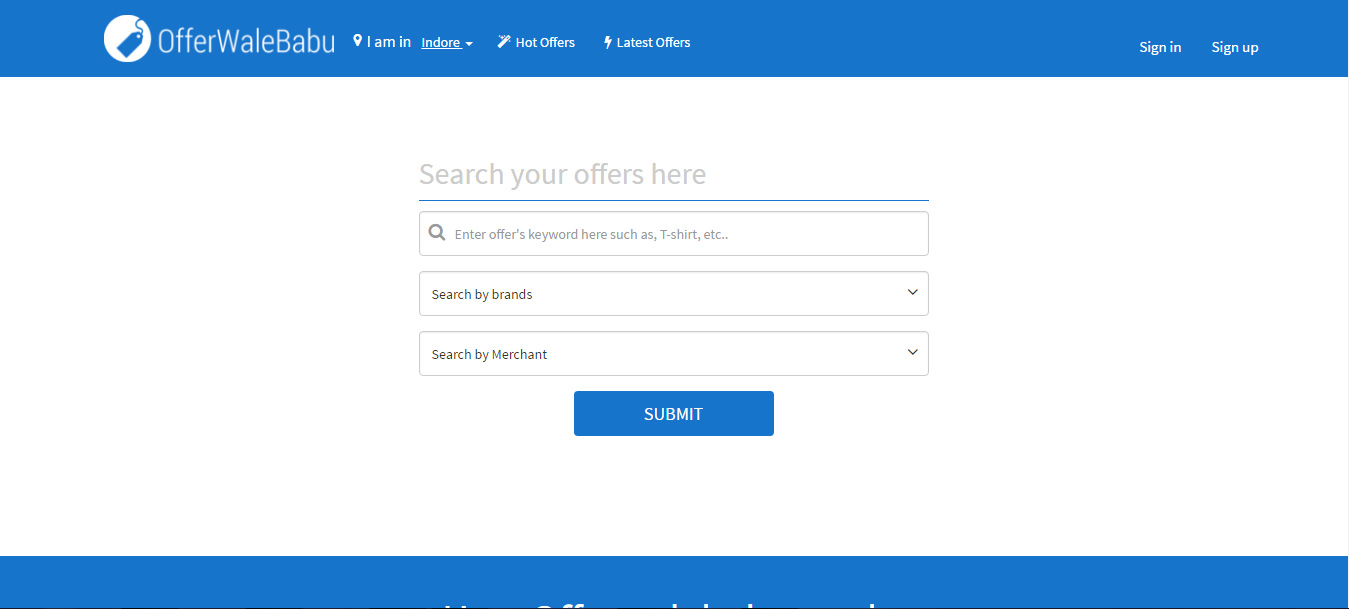 OfferWaleBabu I am in Indore Hot Offers Latest Offers Sign in Sign up
Search your offers here
Enter offer's keyword here such as, T-shirt, etc..
Search by brands
Search by Merchant
SUBMIT